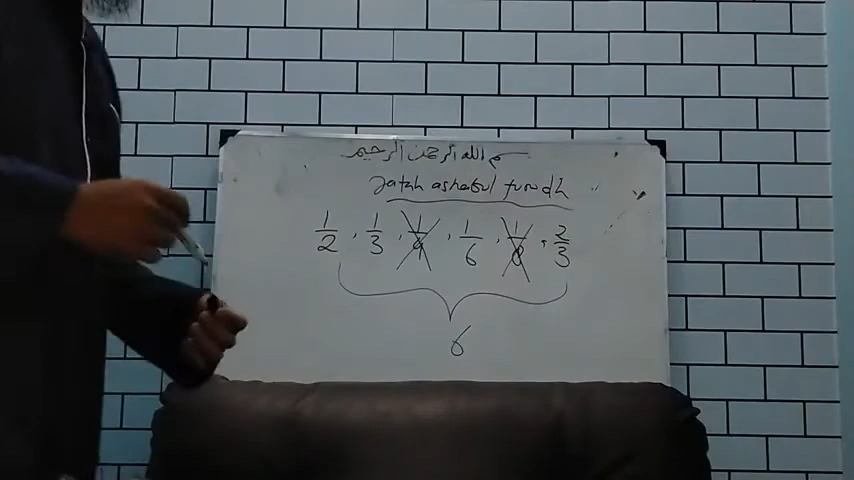 بسم الله الرحمن الرحيم
Jatah ashabul furudh
1/2 , 1/3 , 1/4 , 1/6 , 1/8 , 2/3
6